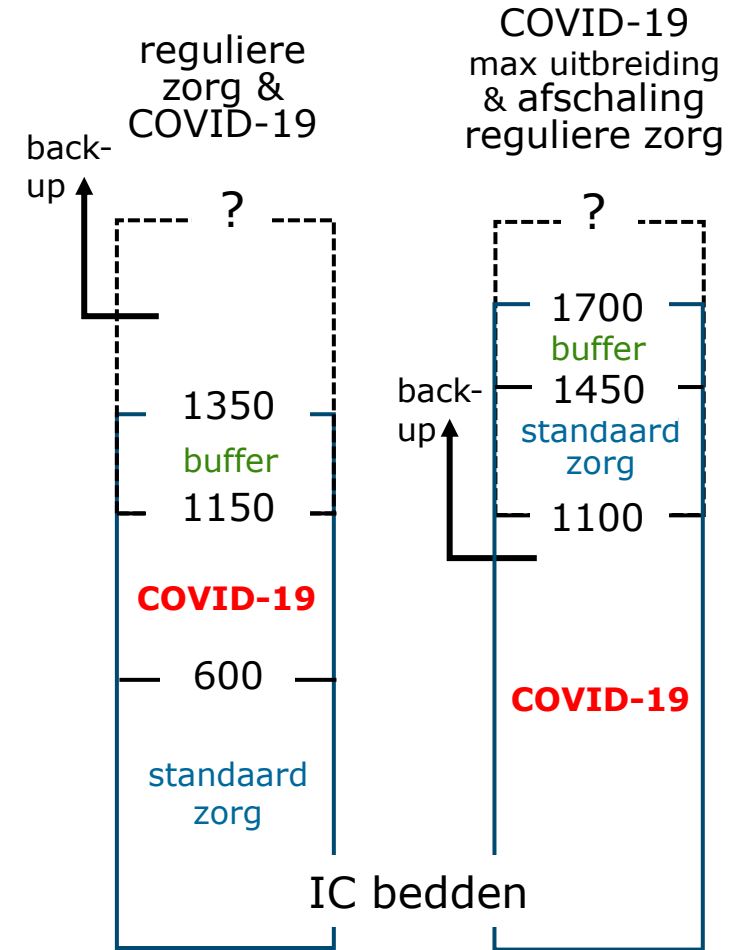 reguliere
zorg &
COVID-19
back-
up
?
1350
buffer
1150
COVID-19
600
standaard
zorg
COVID-19
max uitbreiding
& afschaling
reguliere zorg
?
1700
buffer
1450
back-
up
standaard
zorg
1100
COVID-19
IC bedden